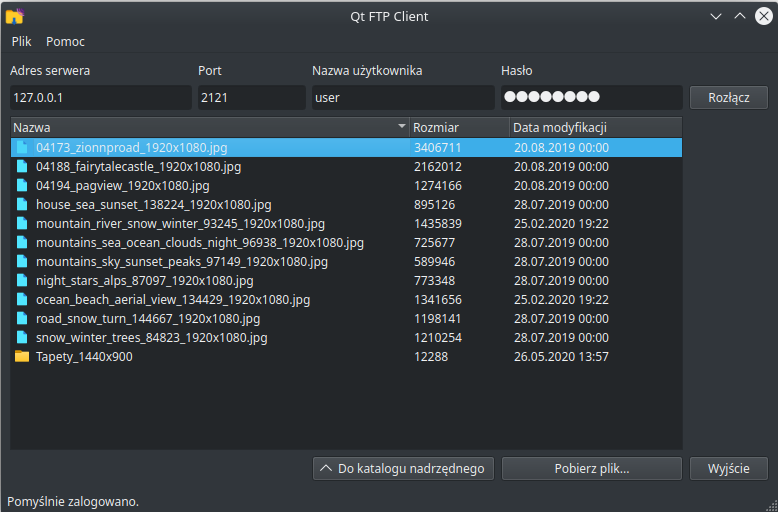 Qt FTP Client
Plik Pomoc
Adres serwera Port Nazwa użytkownika Hasło
127.0.0.1 2121 user ●●●●●●●● Rozłącz
Nazwa Rozmiar Data modyfikacji
04173_zionnproad_1920x1080.jpg 3406711 20.08.2019 00:00
04188_fairytalecastle_1920x1080.jpg 2162012 20.08.2019 00:00
04194_pagview_1920x1080.jpg 1274166 20.08.2019 00:00
house_sea_sunset_138224_1920x1080.jpg 895126 28.07.2019 00:00
mountain_river_snow_winter_93245_1920x1080.jpg 1435839 25.02.2020 19:22
mountains_sea_ocean_clouds_night_96938_1920x1080.jpg 725677 28.07.2019 00:00
mountains_sky_sunset_peaks_97149_1920x1080.jpg 589946 28.07.2019 00:00
night_stars_alps_87097_1920x1080.jpg 773348 28.07.2019 00:00
ocean_beach_aerial_view_134429_1920x1080.jpg 1341656 25.02.2020 19:22
road_snow_turn_144667_1920x1080.jpg 1198141 28.07.2019 00:00
snow_winter_trees_84823_1920x1080.jpg 1210254 28.07.2019 00:00
Tapety_1440x900 12288 26.05.2020 13:57
Do katalogu nadrzędnego Pobierz plik... Wyjście
Pomyślnie zalogowano.